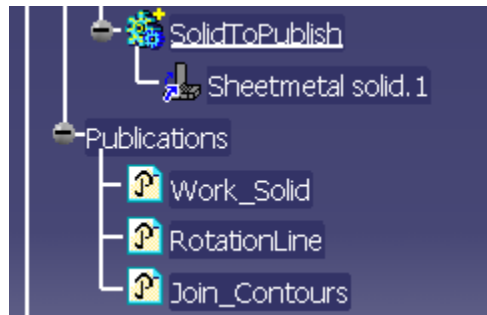 SolidToPublish
Sheetmetal solid.1
Publications
Work_Solid
RotationLine
Join_Contours